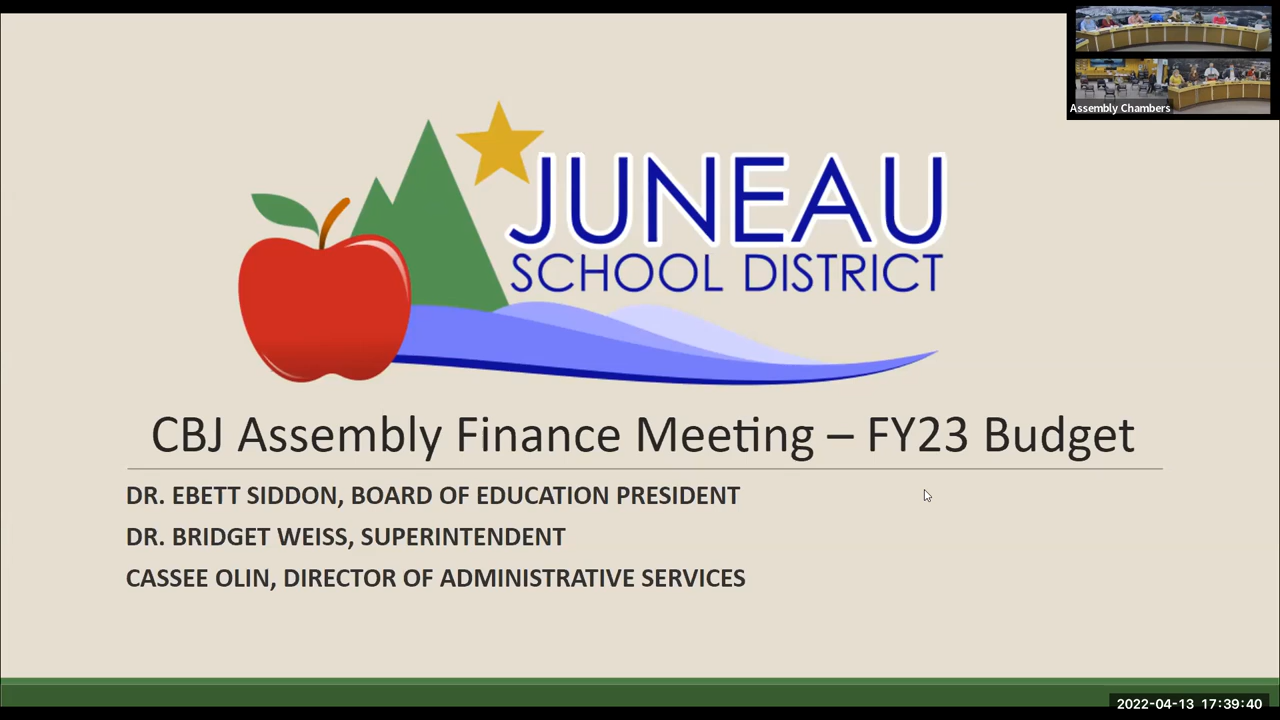 Assembly Chambers
JUNEAU
SCHOOL DISTRICT
CBJ Assembly Finance Meeting – FY23 Budget
DR. EBETT SIDDON, BOARD OF EDUCATION PRESIDENT
DR. BRIDGET WEISS, SUPERINTENDENT
CASSEE OLIN, DIRECTOR OF ADMINISTRATIVE SERVICES
2022-04-13 17:39:40